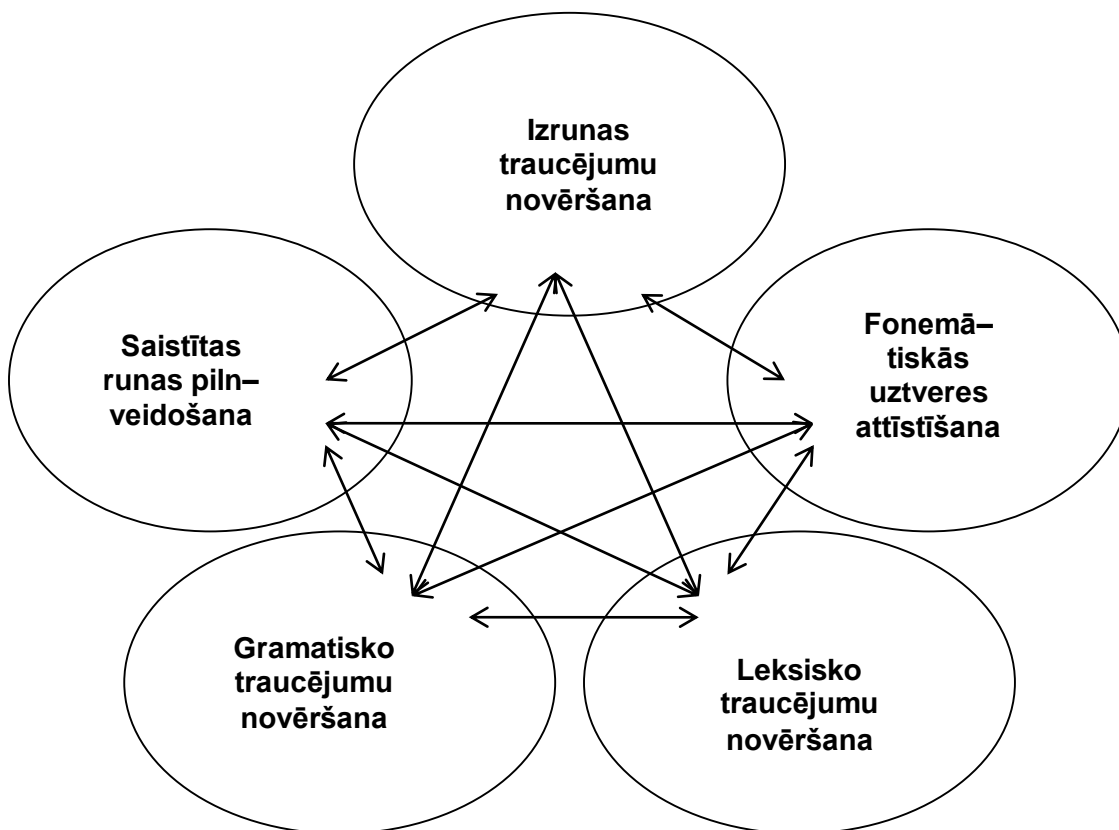 Izrunas
traucējumu
novēršana
Saistītas
runas piln–
veidošana
Fonemā–
tiskās
uztveres
attīstīšana
Gramatisko
traucējumu
novēršana
Leksisko
traucējumu
novēršana